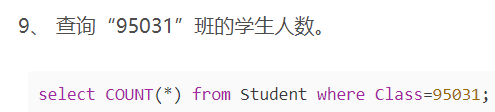 9、 查询“95031”班的学生人数。
select COUNT(*) from Student where Class=95031;